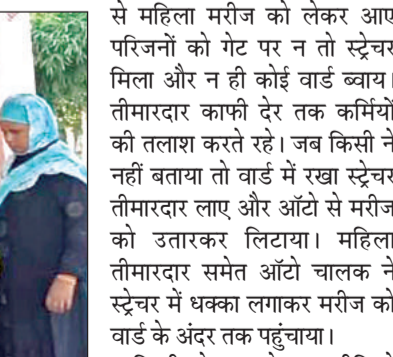 से महिला मरीज को लेकर आए
परिजनों को गेट पर न तो स्ट्रेचर
मिला और न ही कोई वार्ड ब्वाय।
तीमारदार काफी देर तक कर्मियों
की तलाश करते रहे। जब किसी ने
नहीं बताया तो वार्ड में रखा स्ट्रेचर
तीमारदार लाए और ऑटो से मरीज
को उतारकर लिटाया। महिला
तीमारदार समेत ऑटो चालक ने
स्ट्रेचर में धक्का लगाकर मरीज को
वार्ड के अंदर तक पहुंचाया।